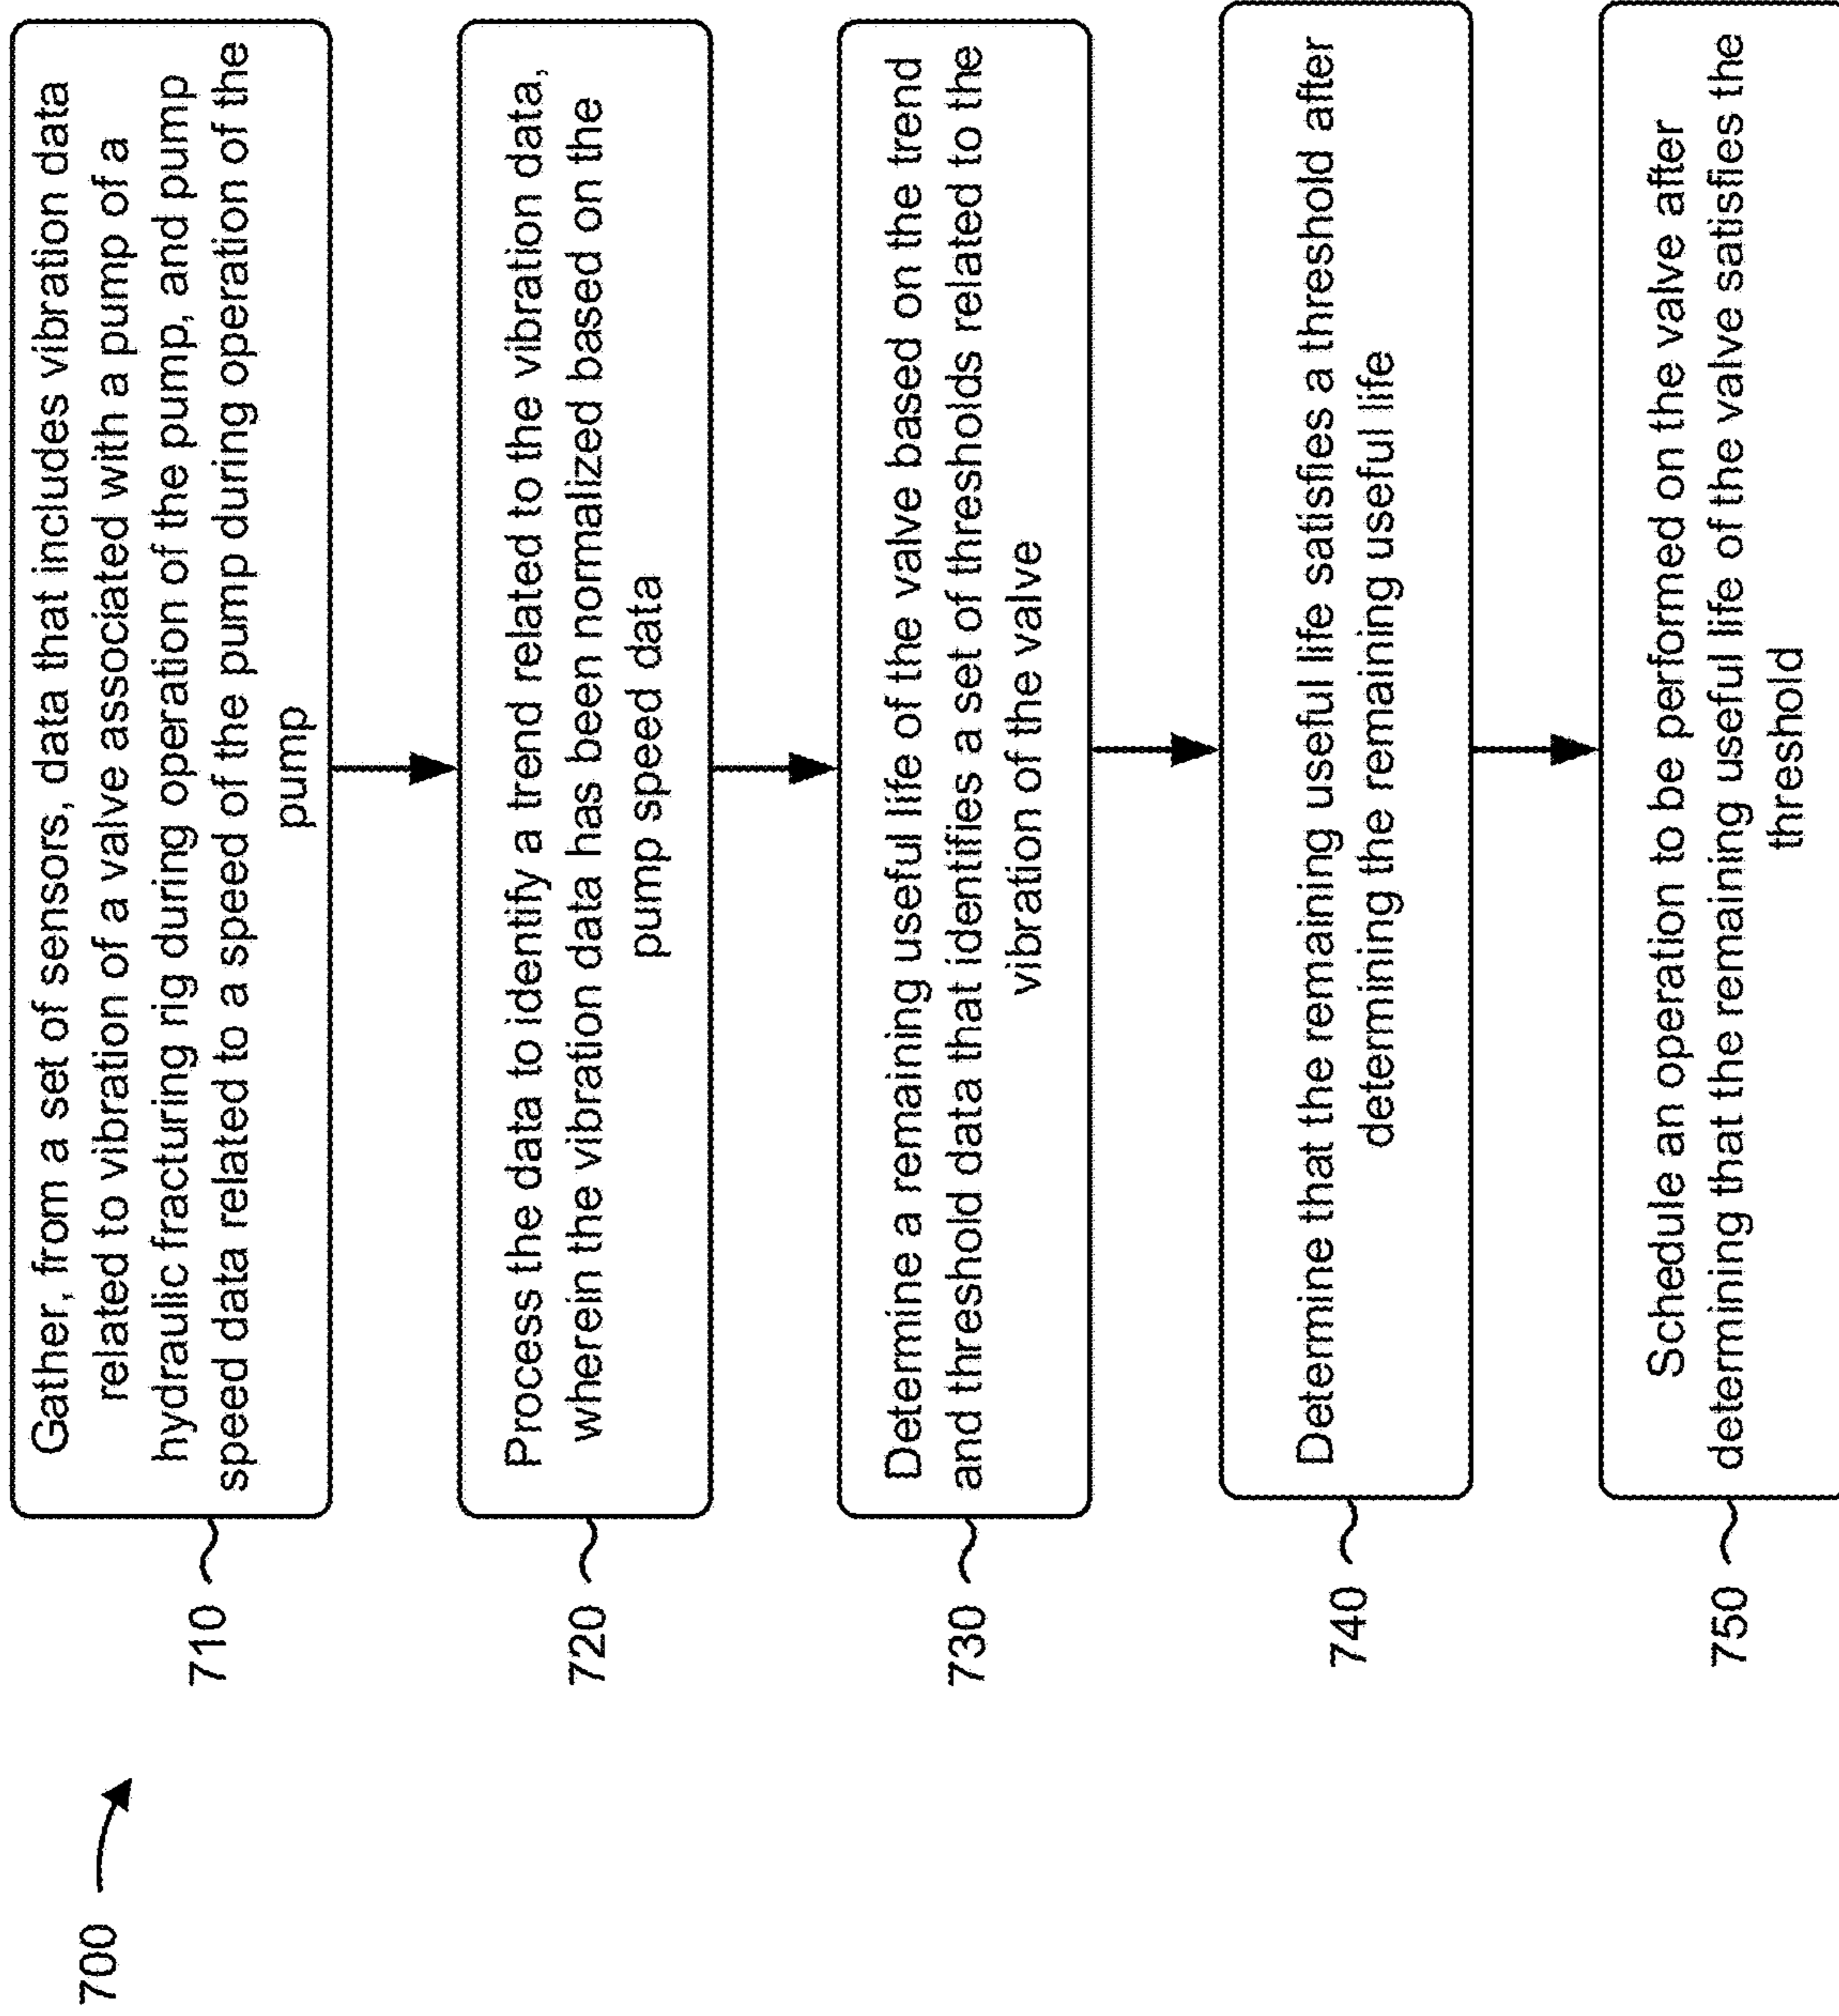 700
710
Gather, from a set of sensors, data that includes vibration data
related to vibration of a valve associated with a pump of a
hydraulic fracturing rig during operation of the pump, and pump
speed data related to a speed of the pump during operation of the
pump
720
Process the data to identify a trend related to the vibration data,
wherein the vibration data has been normalized based on the
pump speed data
730
Determine a remaining useful life of the valve based on the trend
and threshold data that identifies a set of thresholds related to the
vibration of the valve
740
Determine that the remaining useful life satisfies a threshold after
determining the remaining useful life
750
Schedule an operation to be performed on the valve after
determining that the remaining useful life of the valve satisfies the
threshold